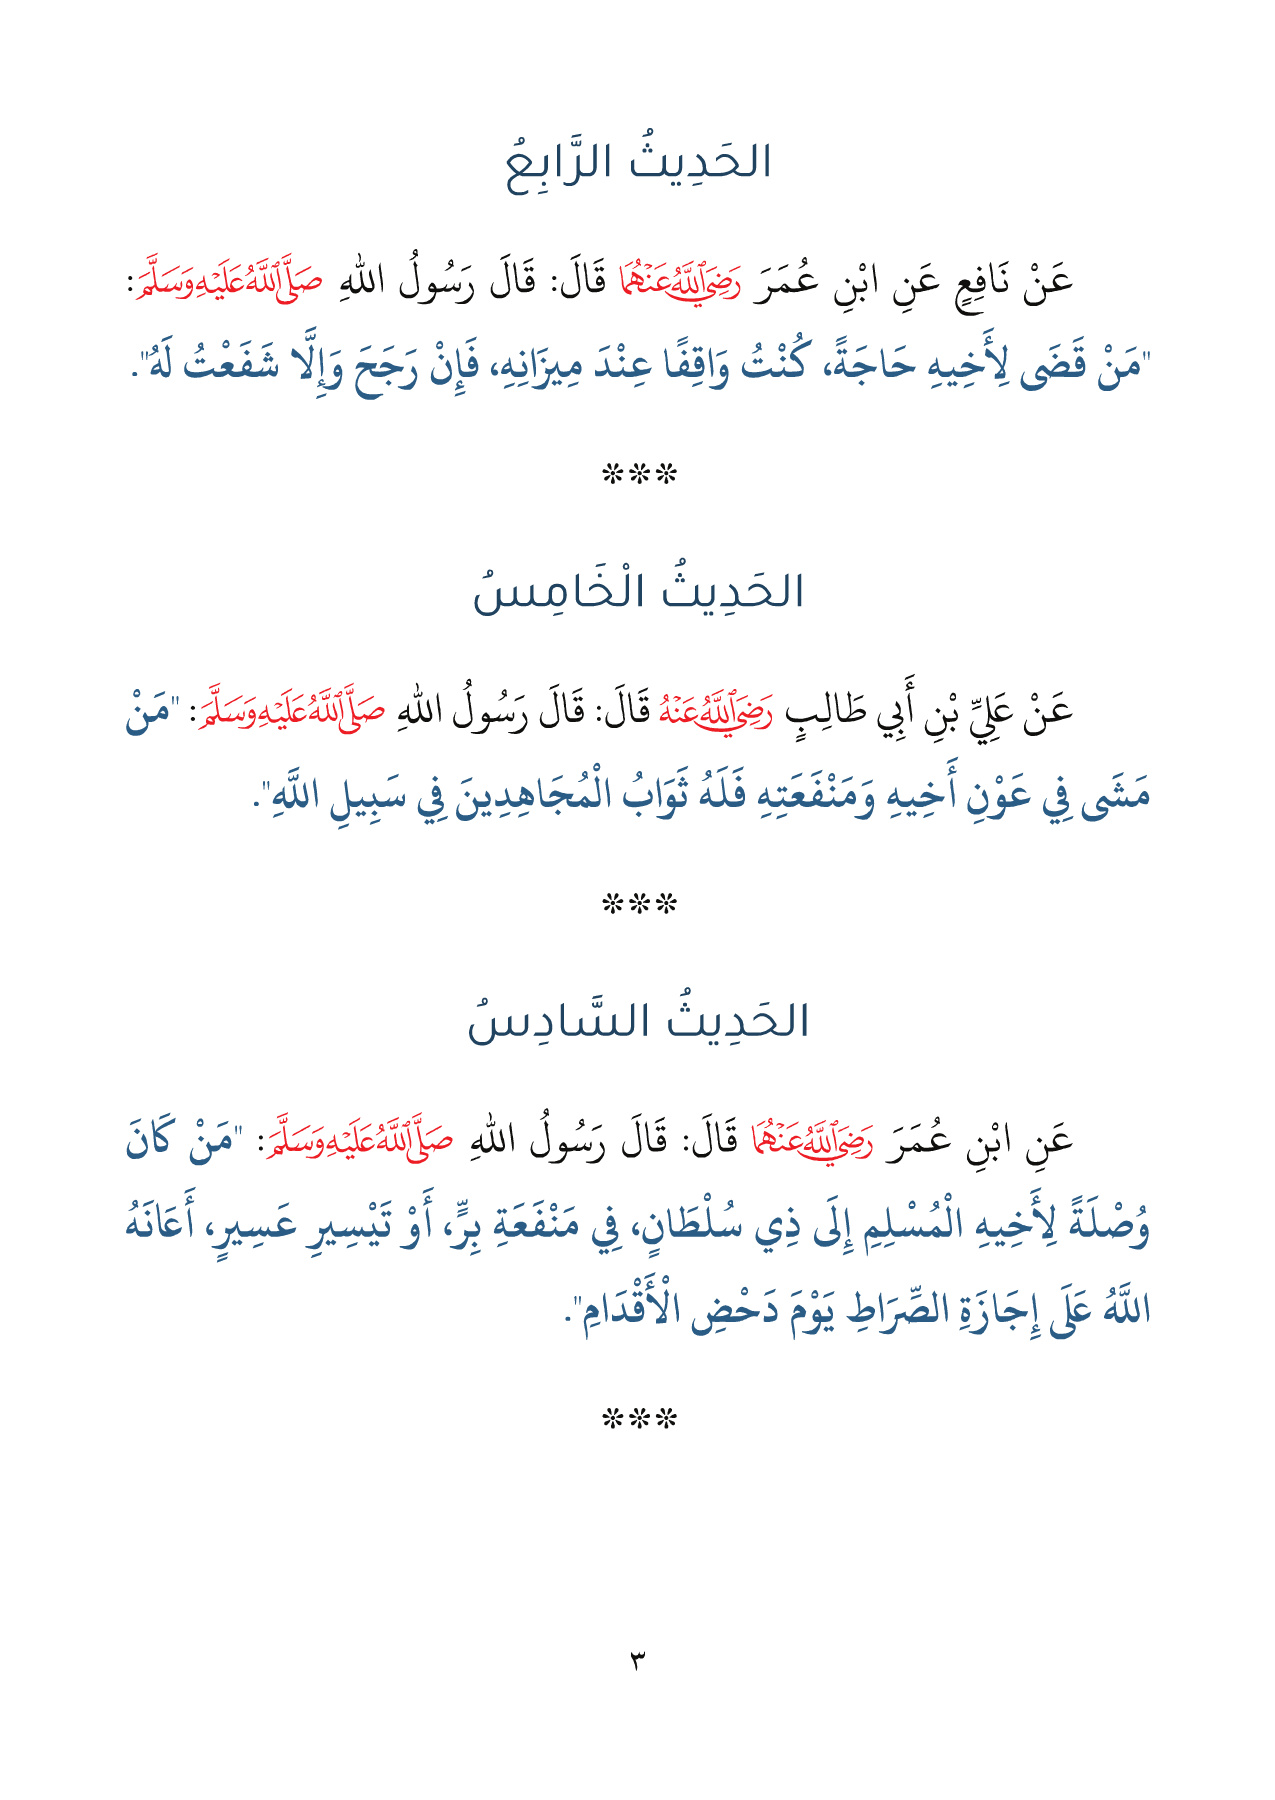 الحَدِيثُ الرَّابِعُ
عَنْ نَافِعٍ عَنِ ابْنِ عُمَرَ رَضِيَ اللَّهُ عَنْهُمَا قَالَ: قَالَ رَسُولُ اللهِ صَلَّى اللَّهُ عَلَيْهِ وَسَلَّمَ:
"مَنْ قَضَى لِأَخِيهِ حَاجَةً، كُنْتُ وَاقِفًا عِنْدَ مِيزَانِهِ، فَإِنْ رَجَحَ وَإِلَّا شَفَعْتُ لَهُ".
❊❊❊
الحَدِيثُ الْخَامِسُ
عَنْ عَلِيِّ بْنِ أَبِي طَالِبٍ رَضِيَ اللَّهُ عَنْهُ قَالَ: قَالَ رَسُولُ اللهِ صَلَّى اللَّهُ عَلَيْهِ وَسَلَّمَ: "مَنْ
مَشَى فِي عَوْنِ أَخِيهِ وَمَنْفَعَتِهِ فَلَهُ ثَوَابُ الْمُجَاهِدِينَ فِي سَبِيلِ اللَّهِ".
❊❊❊
الحَدِيثُ السَّادِسُ
عَنِ ابْنِ عُمَرَ رَضِيَ اللَّهُ عَنْهُمَا قَالَ: قَالَ رَسُولُ اللهِ صَلَّى اللَّهُ عَلَيْهِ وَسَلَّمَ: "مَنْ كَانَ
وُصْلَةً لِأَخِيهِ الْمُسْلِمِ إِلَى ذِي سُلْطَانٍ، فِي مَنْفَعَةِ بِرٍّ، أَوْ تَيْسِيرِ عَسِيرٍ، أَعَانَهُ
اللَّهُ عَلَى إِجَازَةِ الصِّرَاطِ يَوْمَ دَحْضِ الْأَقْدَامِ".
❊❊❊
٣